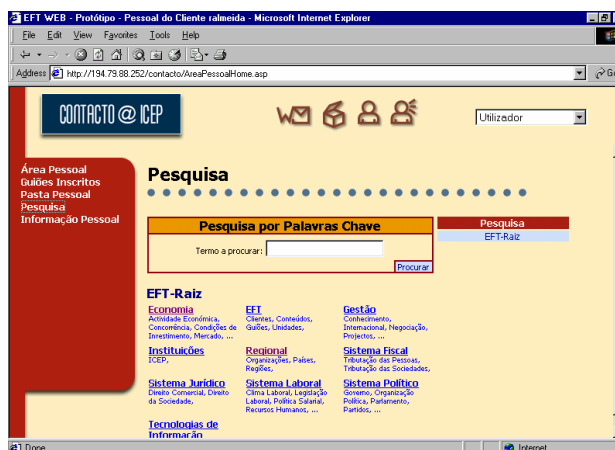 EFT WEB - Protótipo - Pessoal do Cliente ralmeida - Microsoft Internet Explorer
File Edit View Favorites Tools Help
Address http://194.79.88.252/contacto/AreaPessoalHome.asp Go
CONTACTO @ ICEP
Utilizador
Área Pessoal
Guiões Inscritos
Pasta Pessoal
Pesquisa
Informação Pessoal
Pesquisa
Pesquisa por Palavras Chave
Termo a procurar:
Procurar
Pesquisa
EFT-Raiz
EFT-Raiz
Economia
Actividade Económica,
Concorrência, Condições de
Investimento, Mercado, ...
EFT
Clientes, Conteúdos,
Guiões, Unidades,
Gestão
Conhecimento,
Internacional, Negociação,
Projectos, ...
Instituições
ICEP,
Regional
Organizações, Países,
Regiões,
Sistema Fiscal
Tributação das Pessoas,
Tributação das Sociedades,
Sistema Jurídico
Direito Comercial, Direito
da Sociedade,
Sistema Laboral
Clima Laboral, Legislação
Laboral, Política Salarial,
Recursos Humanos, ...
Sistema Político
Governo, Organização
Política, Parlamento,
Partidos, ...
Tecnologias de
Informação
Done
Internet